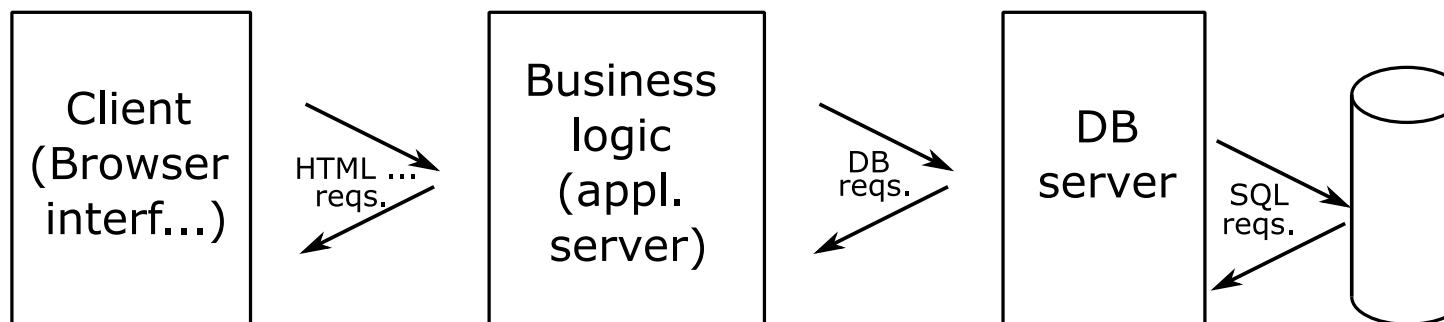 Client
(Browser
interf...)
HTML ...
reqs.
Business
logic
(appl.
server)
DB
reqs.
DB
server
SQL
reqs.